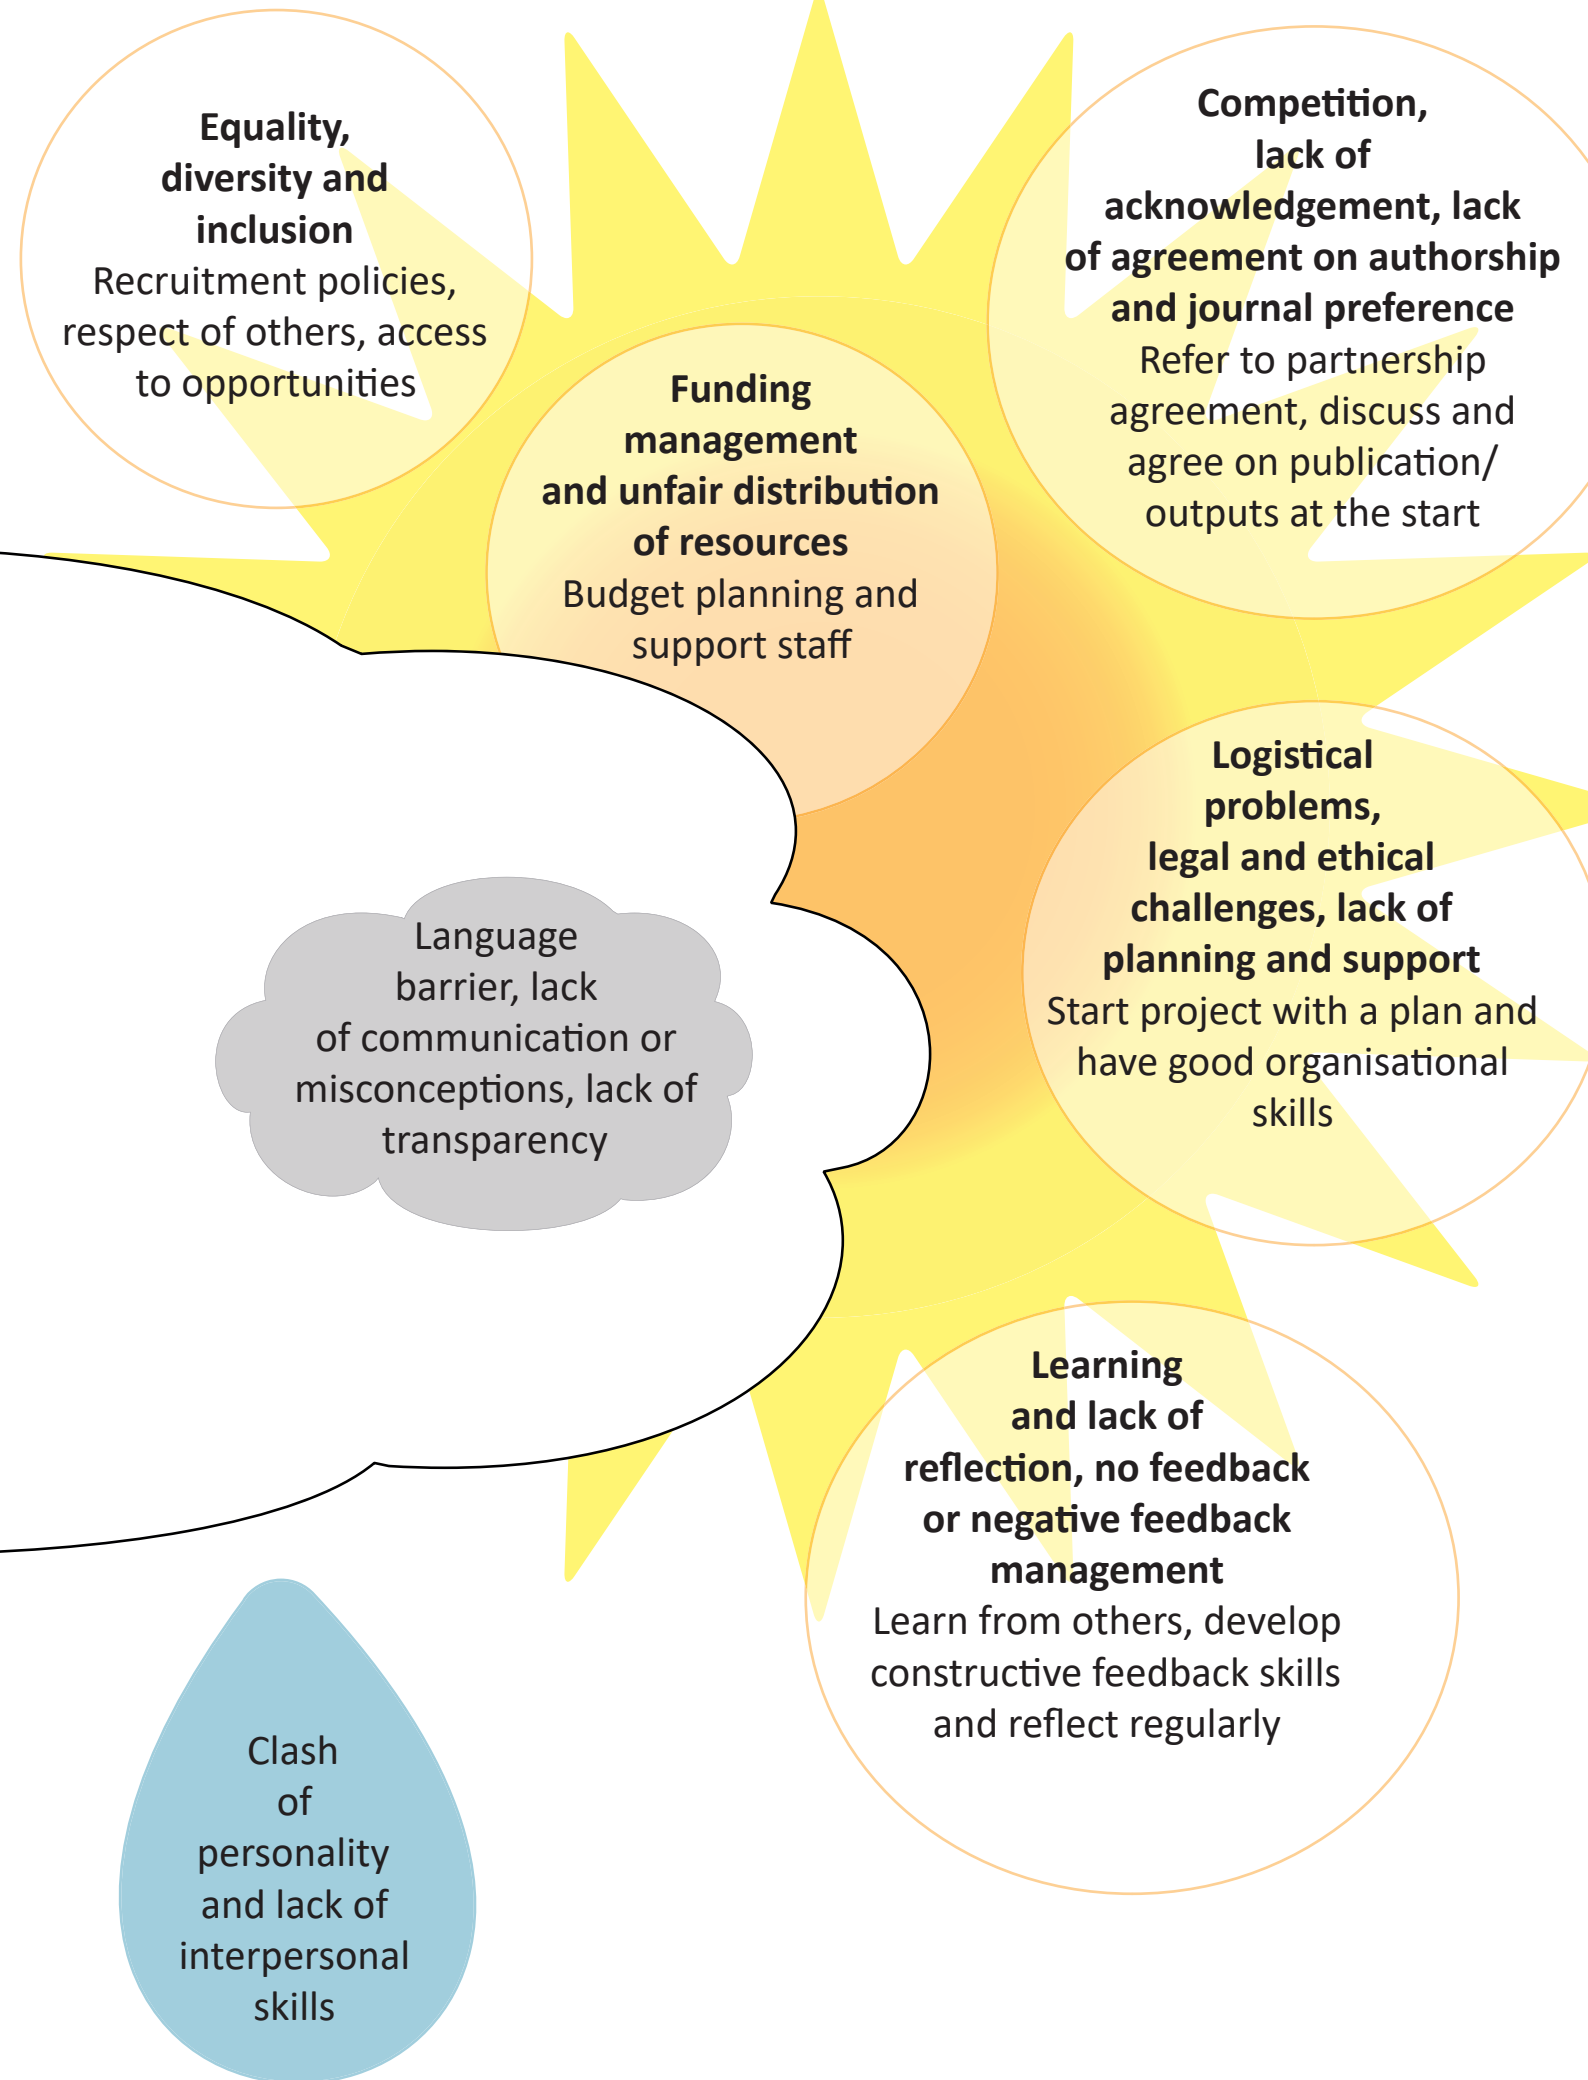 Equality,
diversity and
inclusion
Recruitment policies,
respect of others, access
to opportunities
Competition,
lack of
acknowledgement, lack
of agreement on authorship
and journal preference
Refer to partnership
agreement, discuss and
agree on publication/
outputs at the start
Funding
management
and unfair distribution
of resources
Budget planning and
support staff
Logistical
problems,
legal and ethical
challenges, lack of
planning and support
Start project with a plan and
have good organisational
skills
Language
barrier, lack
of communication or
misconceptions, lack of
transparency
Learning
and lack of
reflection, no feedback
or negative feedback
management
Learn from others, develop
constructive feedback skills
and reflect regularly
Clash
of
personality
and lack of
interpersonal
skills